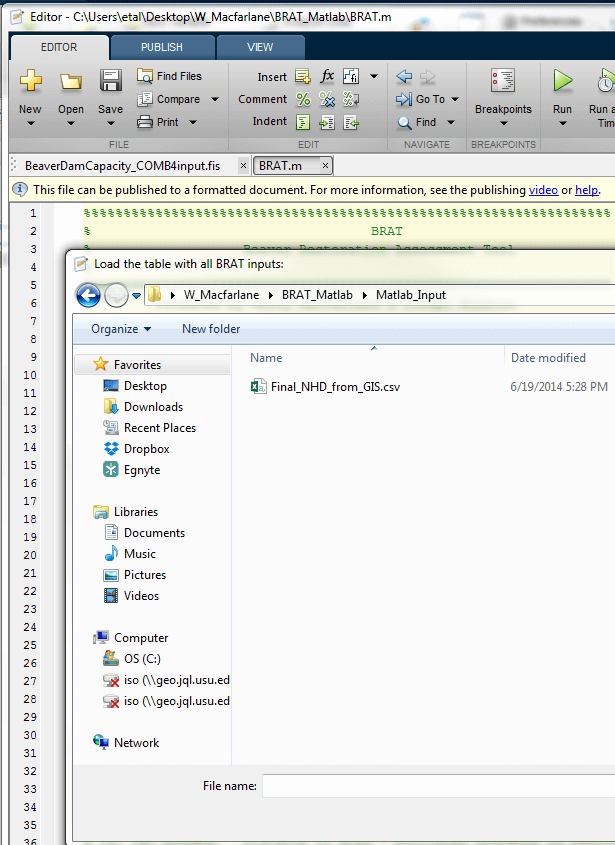 Editor - C:\Users\etal\Desktop\W_Macfarlane\BRAT_Matlab\BRAT.m
EDITOR PUBLISH VIEW
Find Files Insert fx
New Open Save Compare Comment Go To Breakpoints Run Run a
Print Indent Find Tim
FILE EDIT NAVIGATE BREAKPOINTS
BeaverDamCapacity_COMB4input.fis × BRAT.m ×
This file can be published to a formatted document. For more information, see the publishing video or help.
1 %%%%%%%%%%%%%%%%%%%%%%%%%%%%%%%%%%%%%%%%%%%%%%%%%%%%%%%%%%%%%%%%%%
2 % BRAT
3 % Beaver Restoration Assessment Tool
4
Load the table with all BRAT inputs:
5
W_Macfarlane BRAT_Matlab Matlab_Input
6
7
Organize New folder
8
9
Name Date modified
Favorites
10
Desktop Final_NHD_from_GIS.csv 6/19/2014 5:28 PM
11
12
Downloads
13
Recent Places
14
Dropbox
15
Egnyte
16
17
18
Libraries
19
Documents
20
Music
21
Pictures
22
Videos
23
24
25
Computer
26
OS (C:)
27
iso (\\geo.jql.usu.ed
28
iso (\\geo.jql.usu.ed
29
30
Network
31
32
33
File name:
34
35
36